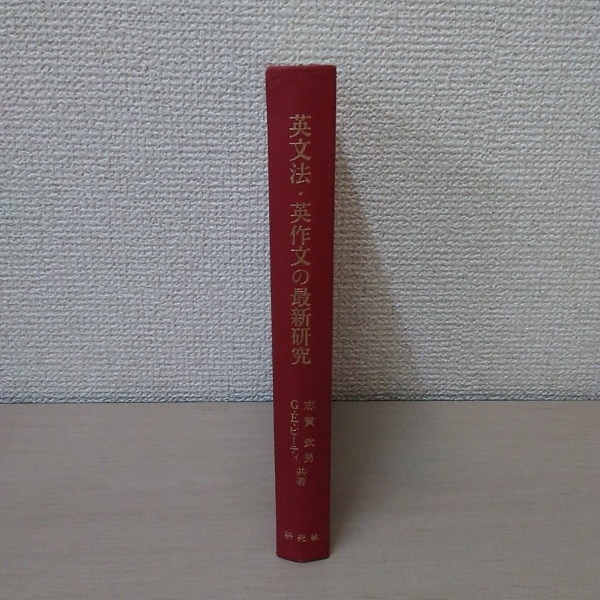 英文法・英作文の最新研究
志賀武男
G・E・ビーティ
共著
研究社